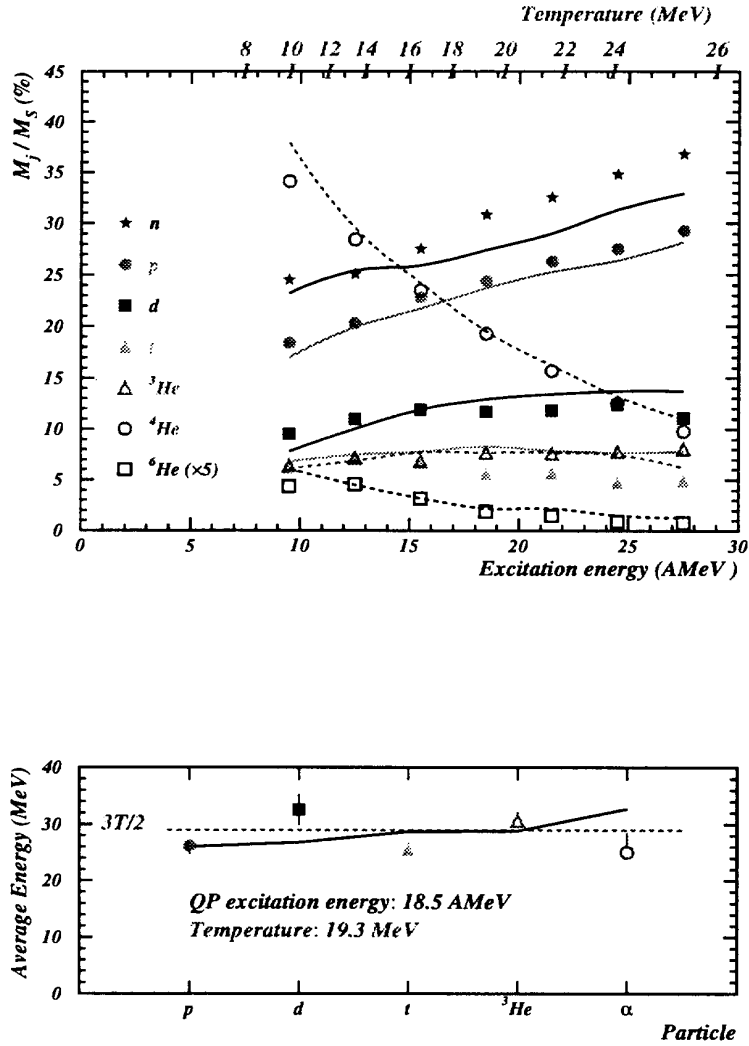 Temperature (MeV)
8 10 12 14 16 18 20 22 24 26
M_j / M_S (%)
45
40
35
30
25
20
15
10
5
0
n
p
d
t
³He
⁴He
⁶He (×5)
0 5 10 15 20 25 30
Excitation energy (AMeV )
Average Energy (MeV)
40
30
20
10
0
3T/2
QP excitation energy: 18.5 AMeV
Temperature: 19.3 MeV
p d t ³He α
Particle